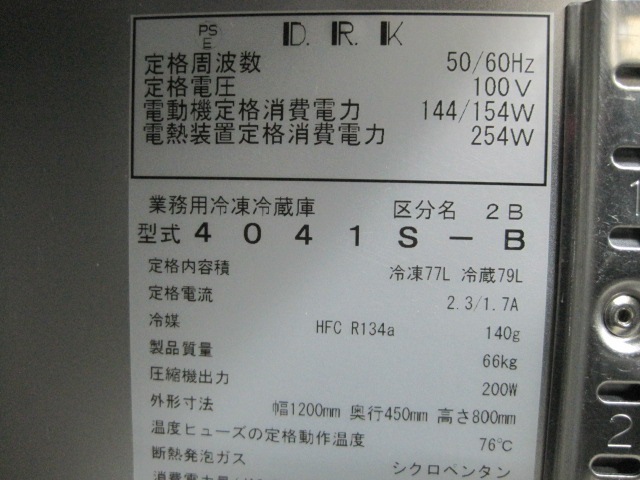 PS
E
D. R. K
定格周波数 50/60Hz
定格電圧 100V
電動機定格消費電力 144/154W
電熱装置定格消費電力 254W
業務用冷凍冷蔵庫 区分名 2B
型式 4041S-B
定格内容積 冷凍77L 冷蔵79L
定格電流 2.3/1.7A
冷媒 HFC R134a 140g
製品質量 66kg
圧縮機出力 200W
外形寸法 幅1200mm 奥行450mm 高さ800mm
温度ヒューズの定格動作温度 76℃
断熱発泡ガス シクロペンタン
1
2